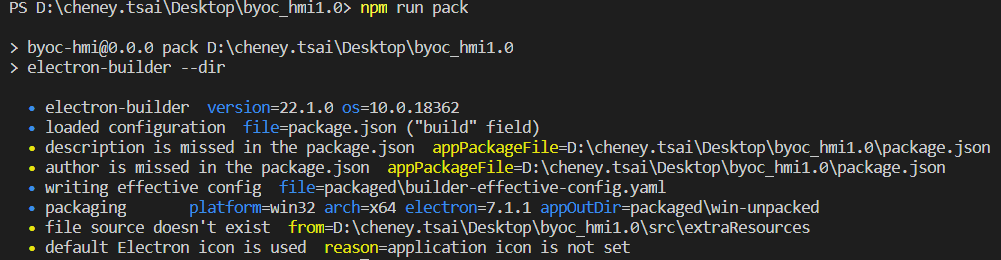 PS D:\cheney.tsai\Desktop\byoc_hmi1.0> npm run pack
> byoc-hmi@0.0.0 pack D:\cheney.tsai\Desktop\byoc_hmi1.0
> electron-builder --dir
• electron-builder  version=22.1.0 os=10.0.18362
• loaded configuration  file=package.json ("build" field)
• description is missed in the package.json  appPackageFile=D:\cheney.tsai\Desktop\byoc_hmi1.0\package.json
• author is missed in the package.json  appPackageFile=D:\cheney.tsai\Desktop\byoc_hmi1.0\package.json
• writing effective config  file=packaged\builder-effective-config.yaml
• packaging       platform=win32 arch=x64 electron=7.1.1 appOutDir=packaged\win-unpacked
• file source doesn't exist  from=D:\cheney.tsai\Desktop\byoc_hmi1.0\src\extraResources
• default Electron icon is used  reason=application icon is not set